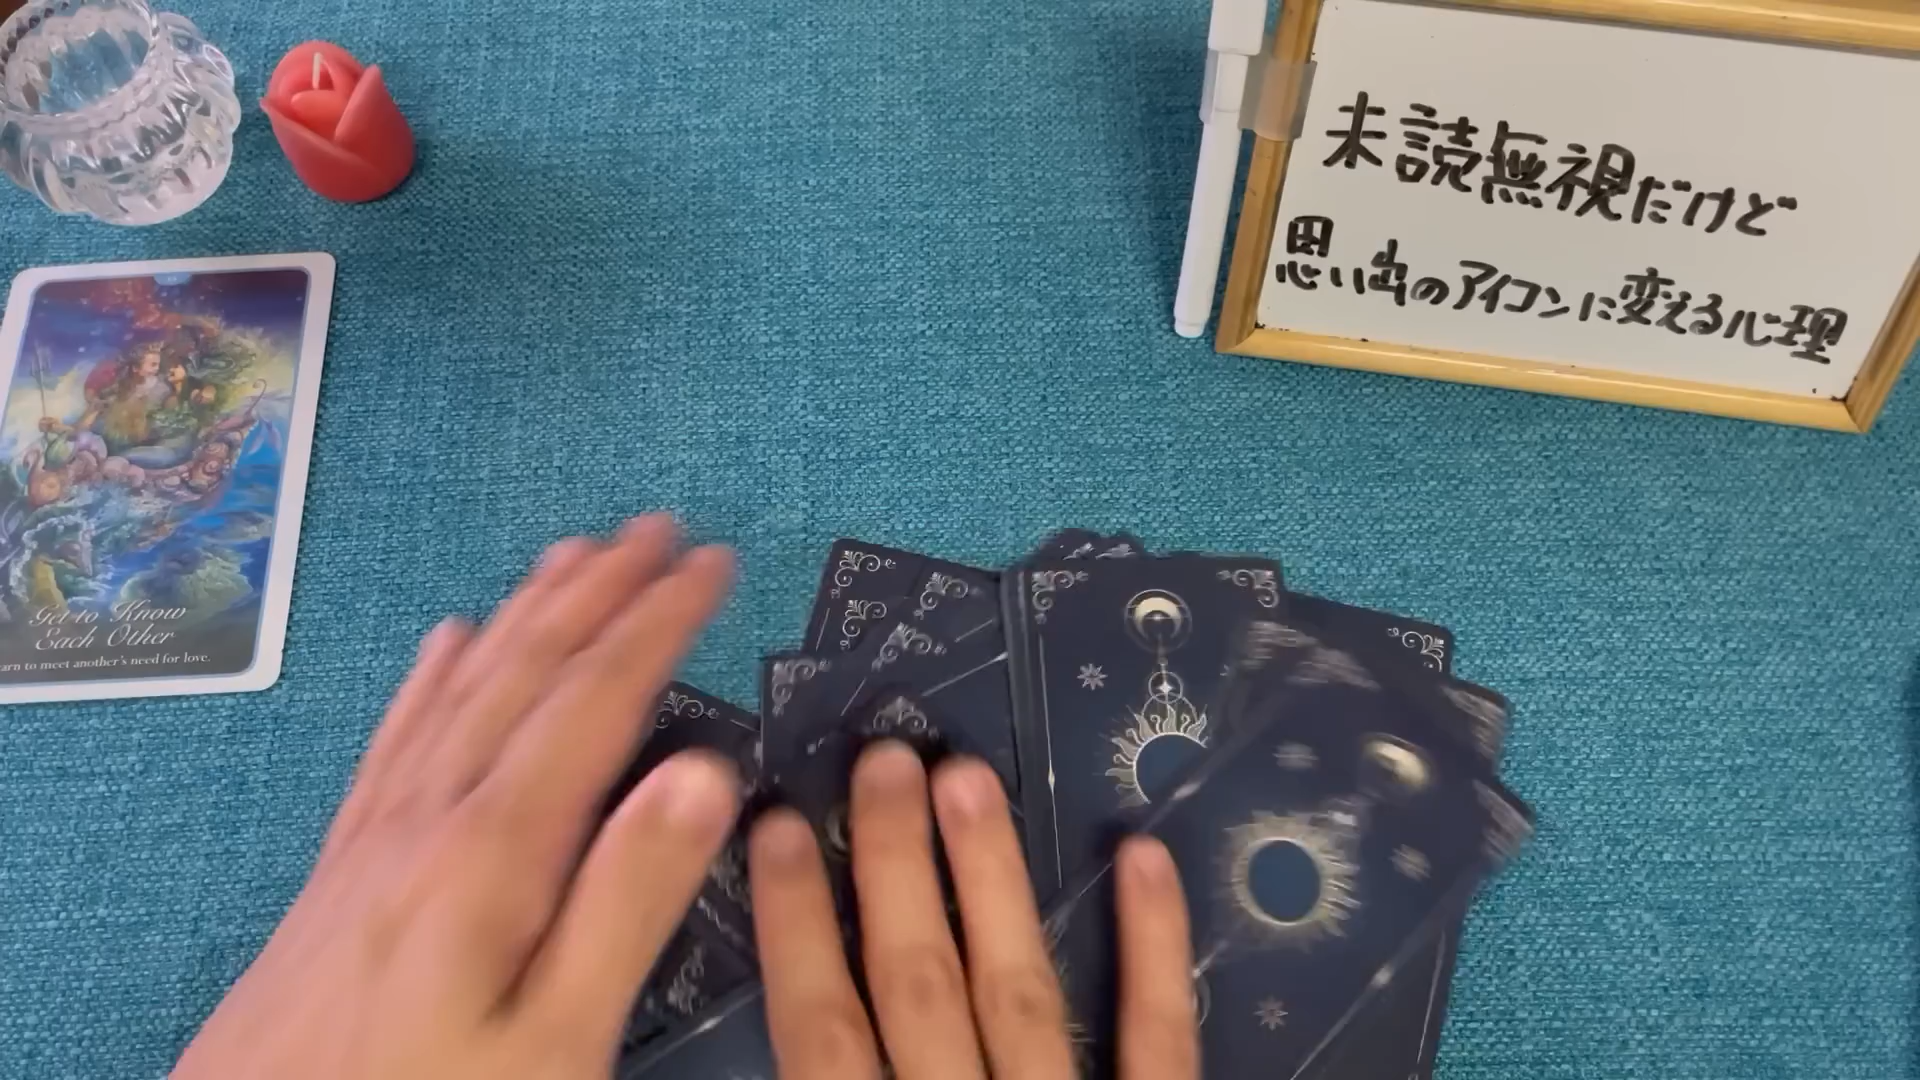 未読無視だけど
思い出のアイコンに変える心理
Get to Know
Each Other
arn to meet another's need for love.